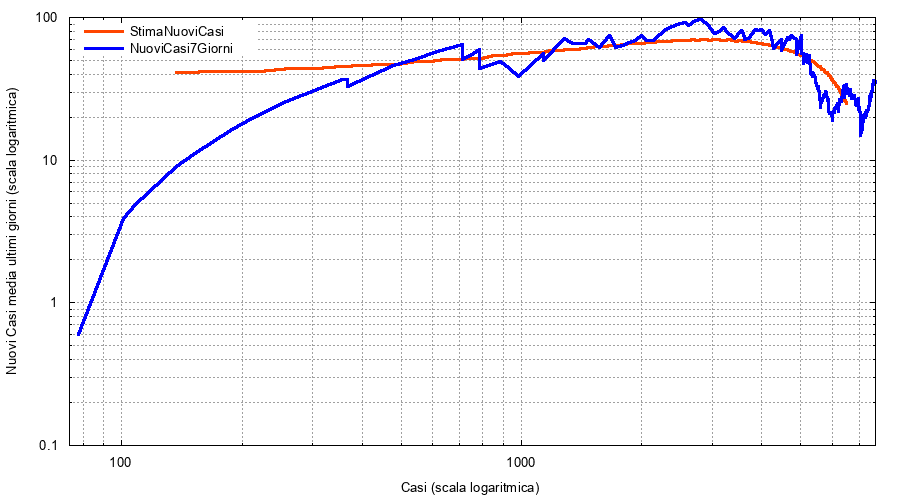 100
StimaNuoviCasi
NuoviCasi7Giorni
10
1
0.1
Nuovi Casi media ultimi giorni (scala logaritmica)
100
1000
Casi (scala logaritmica)